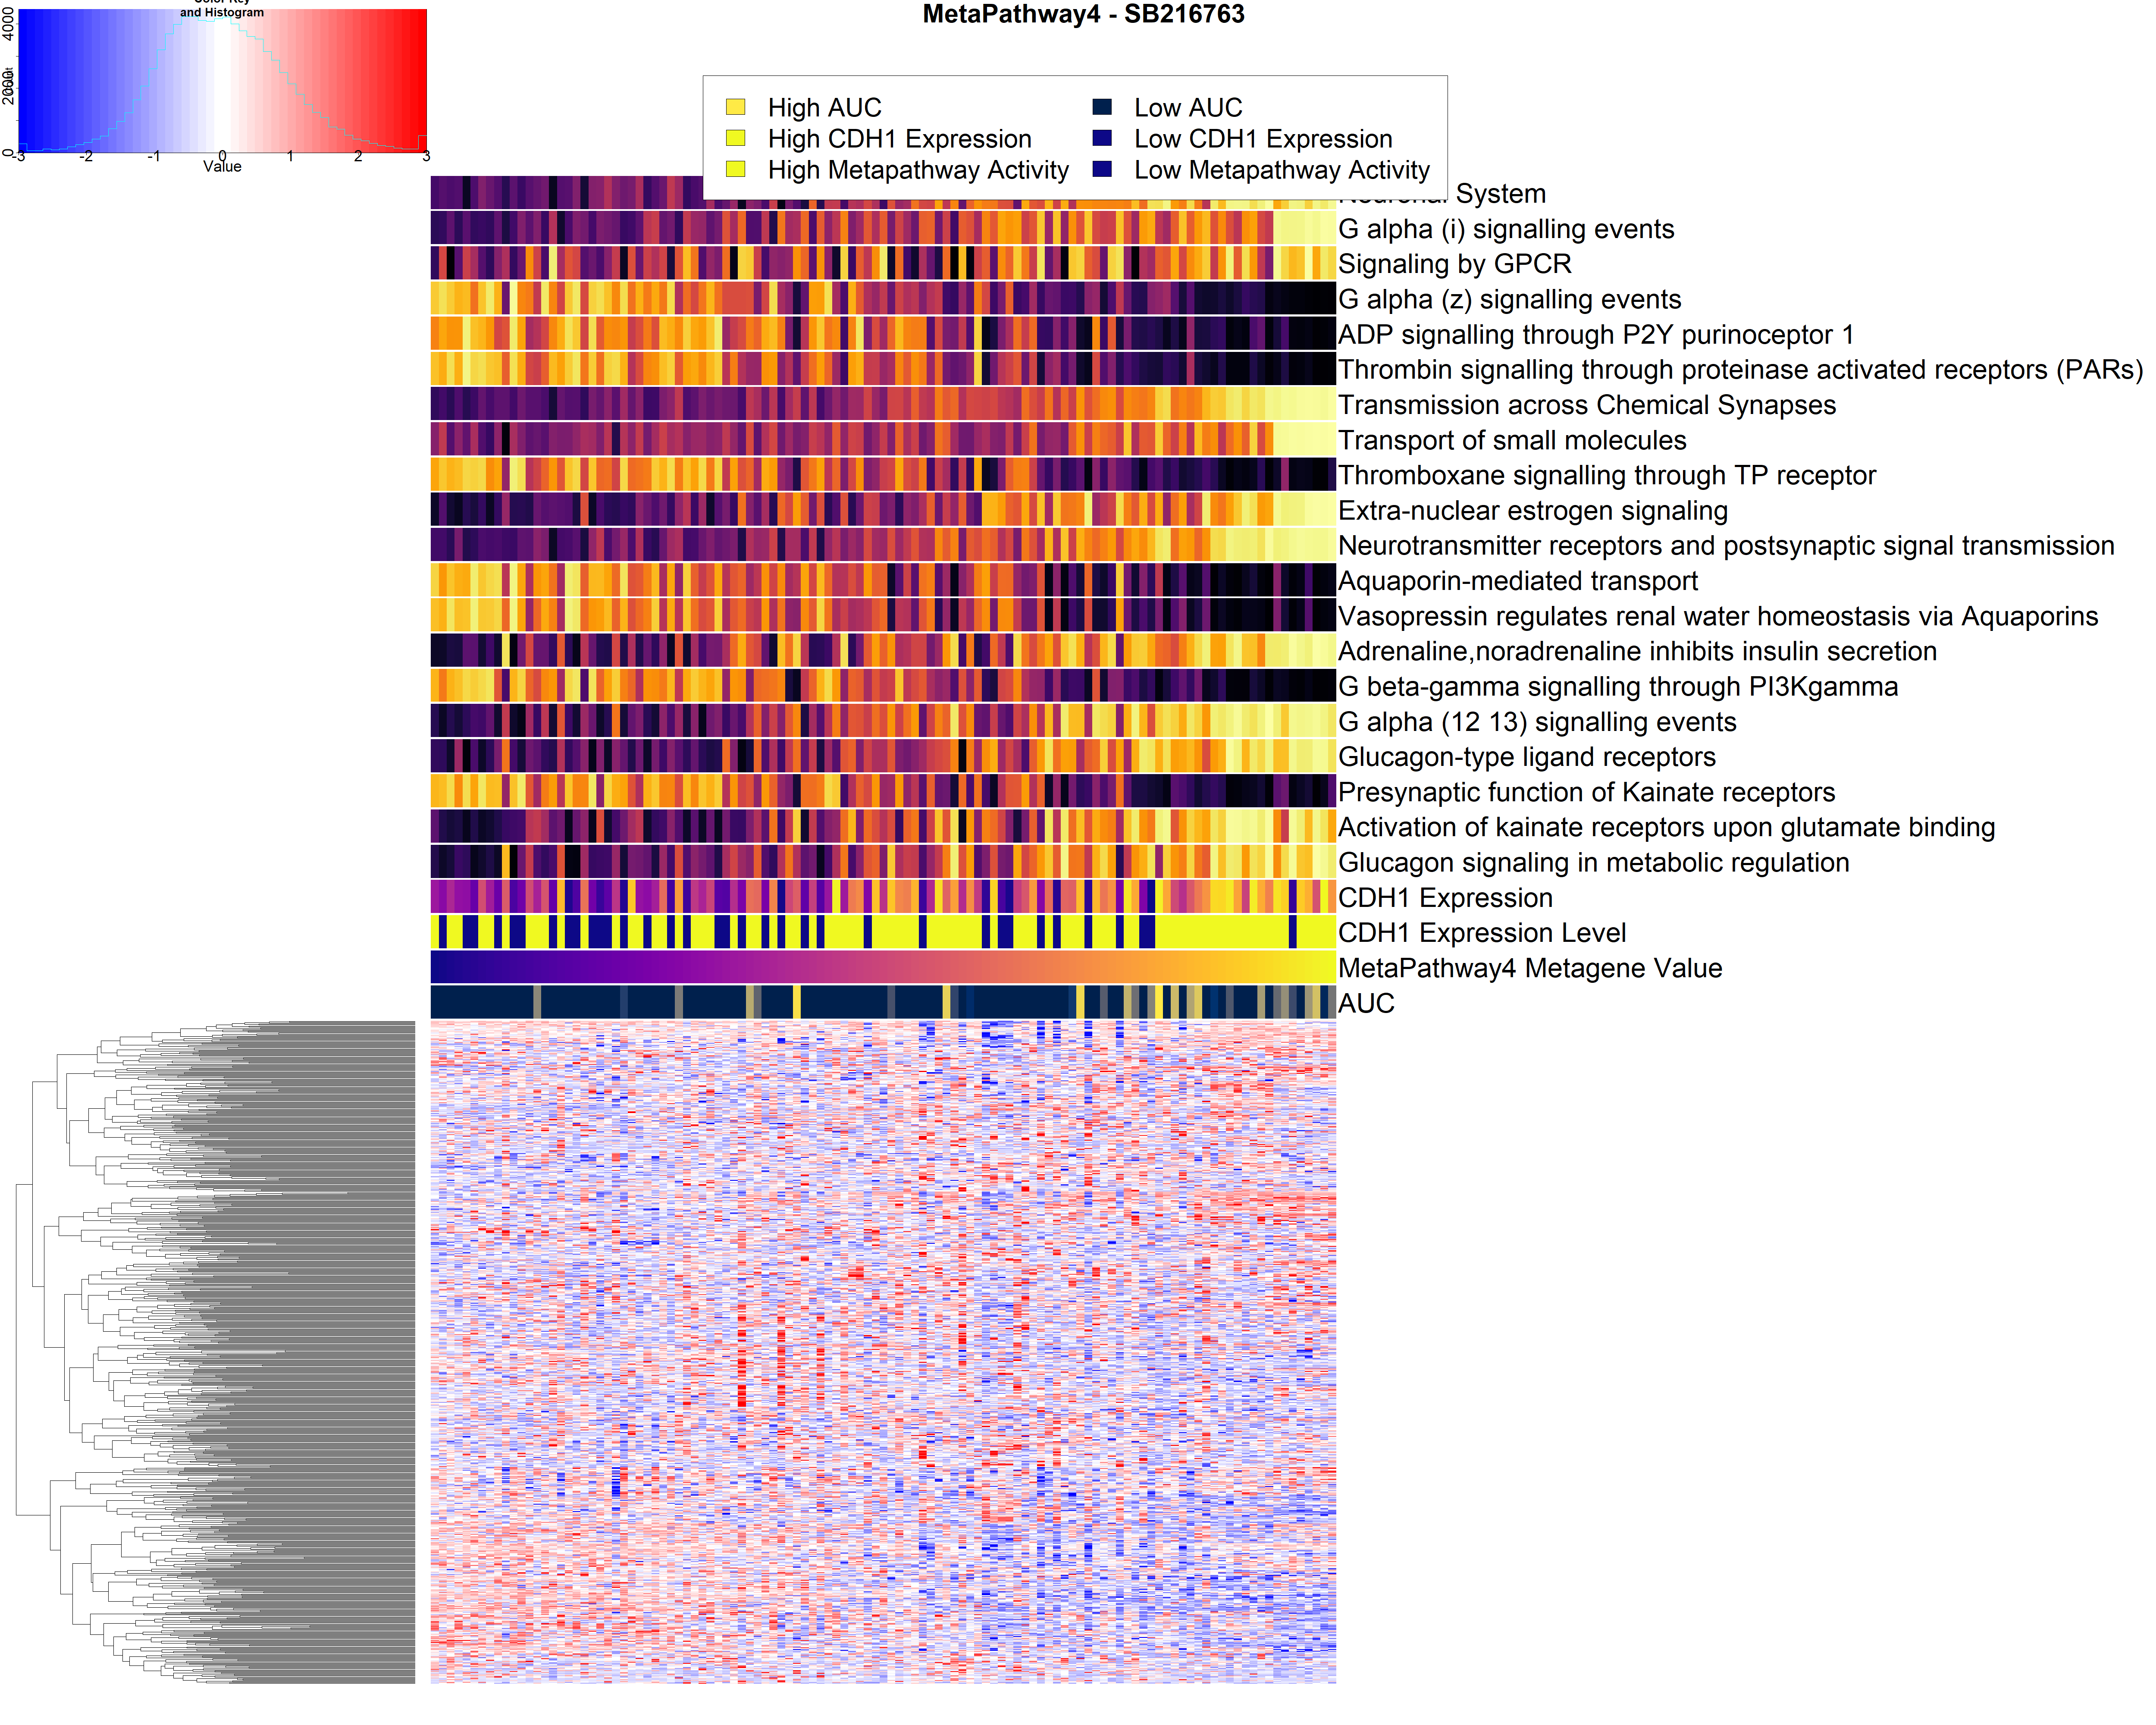 Color Key
and Histogram
MetaPathway4 - SB216763
4000
2000
0
Count
-3 -2 -1 0 1 2 3
Value
High AUC Low AUC
High CDH1 Expression Low CDH1 Expression
High Metapathway Activity Low Metapathway Activity
Neuronal System
G alpha (i) signalling events
Signaling by GPCR
G alpha (z) signalling events
ADP signalling through P2Y purinoceptor 1
Thrombin signalling through proteinase activated receptors (PARs)
Transmission across Chemical Synapses
Transport of small molecules
Thromboxane signalling through TP receptor
Extra-nuclear estrogen signaling
Neurotransmitter receptors and postsynaptic signal transmission
Aquaporin-mediated transport
Vasopressin regulates renal water homeostasis via Aquaporins
Adrenaline,noradrenaline inhibits insulin secretion
G beta-gamma signalling through PI3Kgamma
G alpha (12 13) signalling events
Glucagon-type ligand receptors
Presynaptic function of Kainate receptors
Activation of kainate receptors upon glutamate binding
Glucagon signaling in metabolic regulation
CDH1 Expression
CDH1 Expression Level
MetaPathway4 Metagene Value
AUC